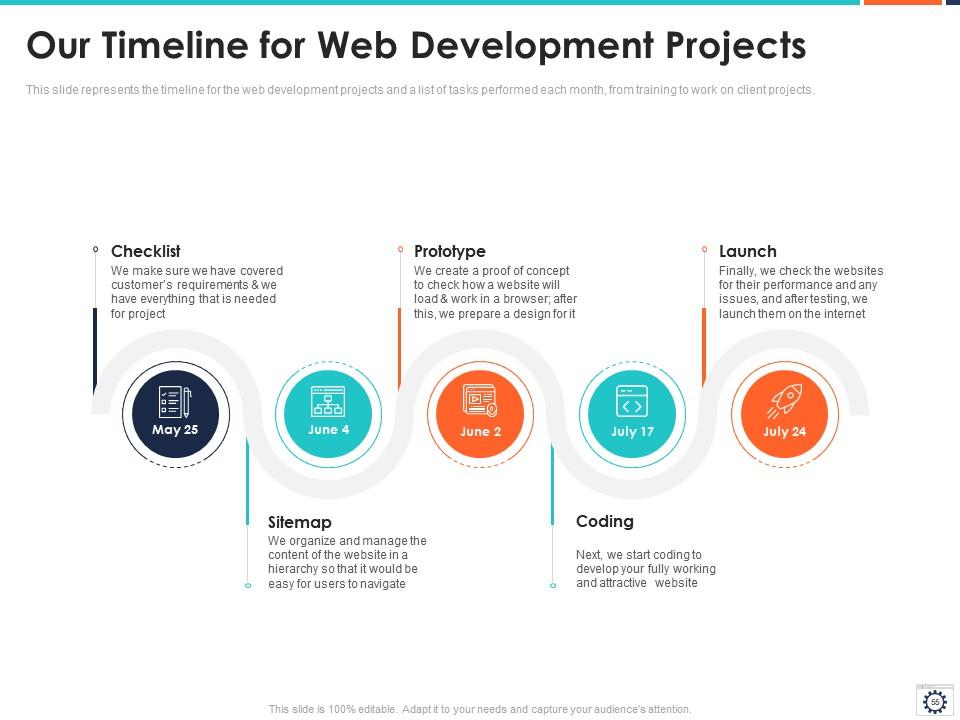 Our Timeline for Web Development Projects
This slide represents the timeline for the web development projects and a list of tasks performed each month, from training to work on client projects.
Checklist
We make sure we have covered
customer's requirements & we
have everything that is needed
for project
Prototype
We create a proof of concept
to check how a website will
load & work in a browser; after
this, we prepare a design for it
Launch
Finally, we check the websites
for their performance and any
issues, and after testing, we
launch them on the internet
May 25
June 4
June 2
July 17
July 24
Sitemap
We organize and manage the
content of the website in a
hierarchy so that it would be
easy for users to navigate
Coding
Next, we start coding to
develop your fully working
and attractive website
This slide is 100% editable. Adapt it to your needs and capture your audience's attention.
55